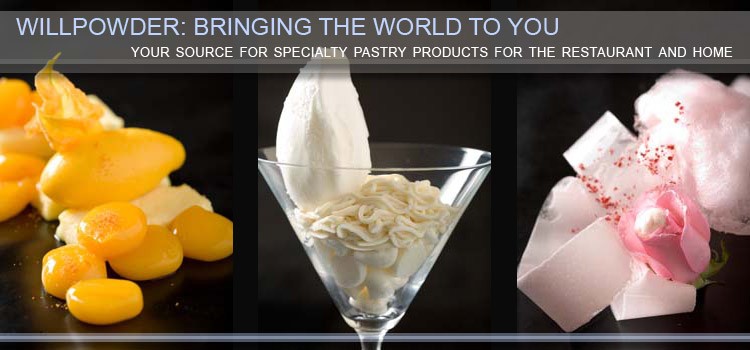 WILLPOWDER: BRINGING THE WORLD TO YOU
YOUR SOURCE FOR SPECIALTY PASTRY PRODUCTS FOR THE RESTAURANT AND HOME